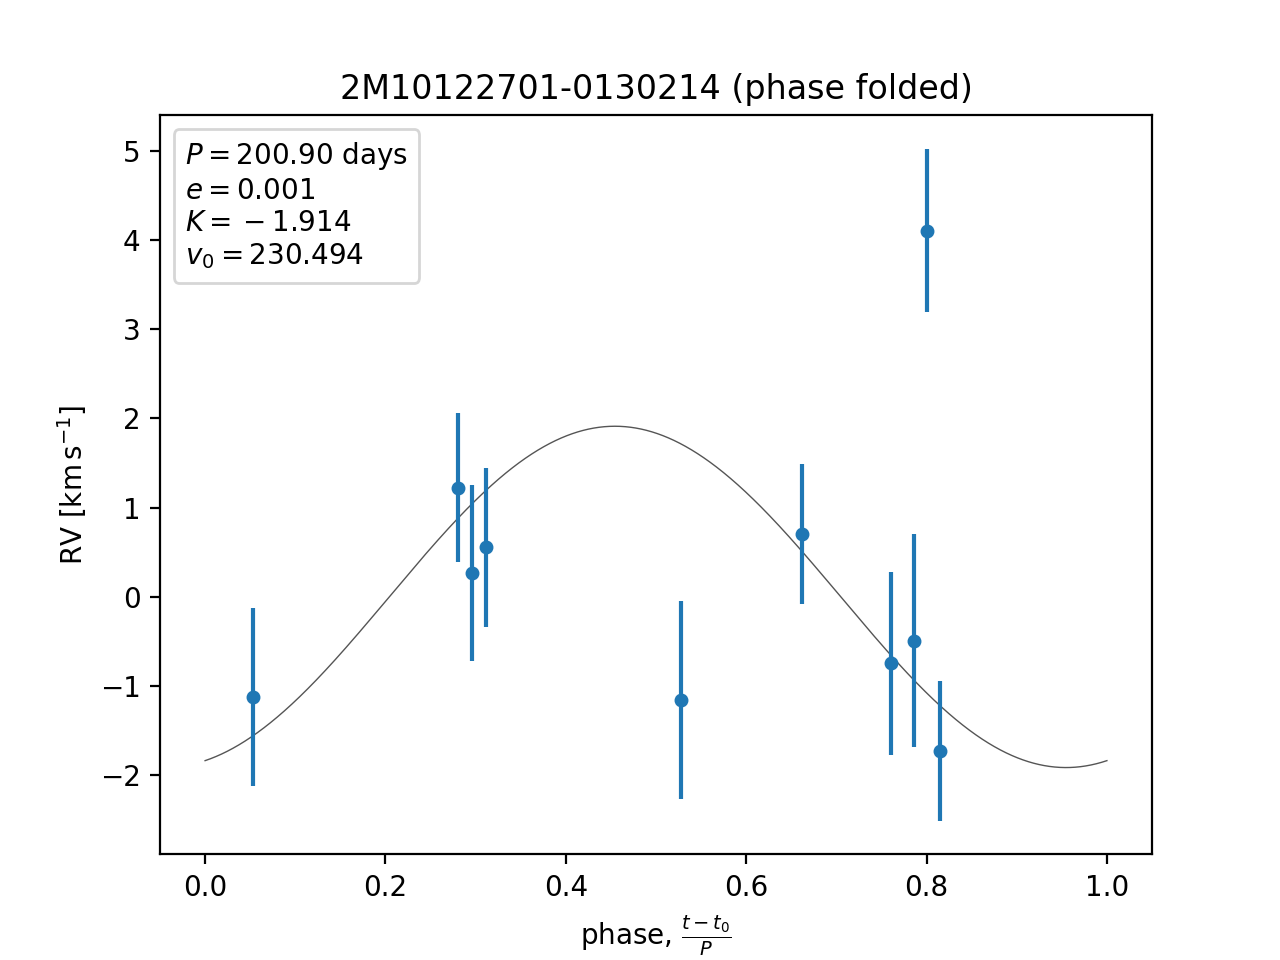 2M10122701-0130214 (phase folded)
P = 200.90 days
e = 0.001
K = −1.914
v₀ = 230.494
5
4
3
2
1
0
−1
−2
RV [km s⁻¹]
0.0 0.2 0.4 0.6 0.8 1.0
phase, (t − t₀)/P